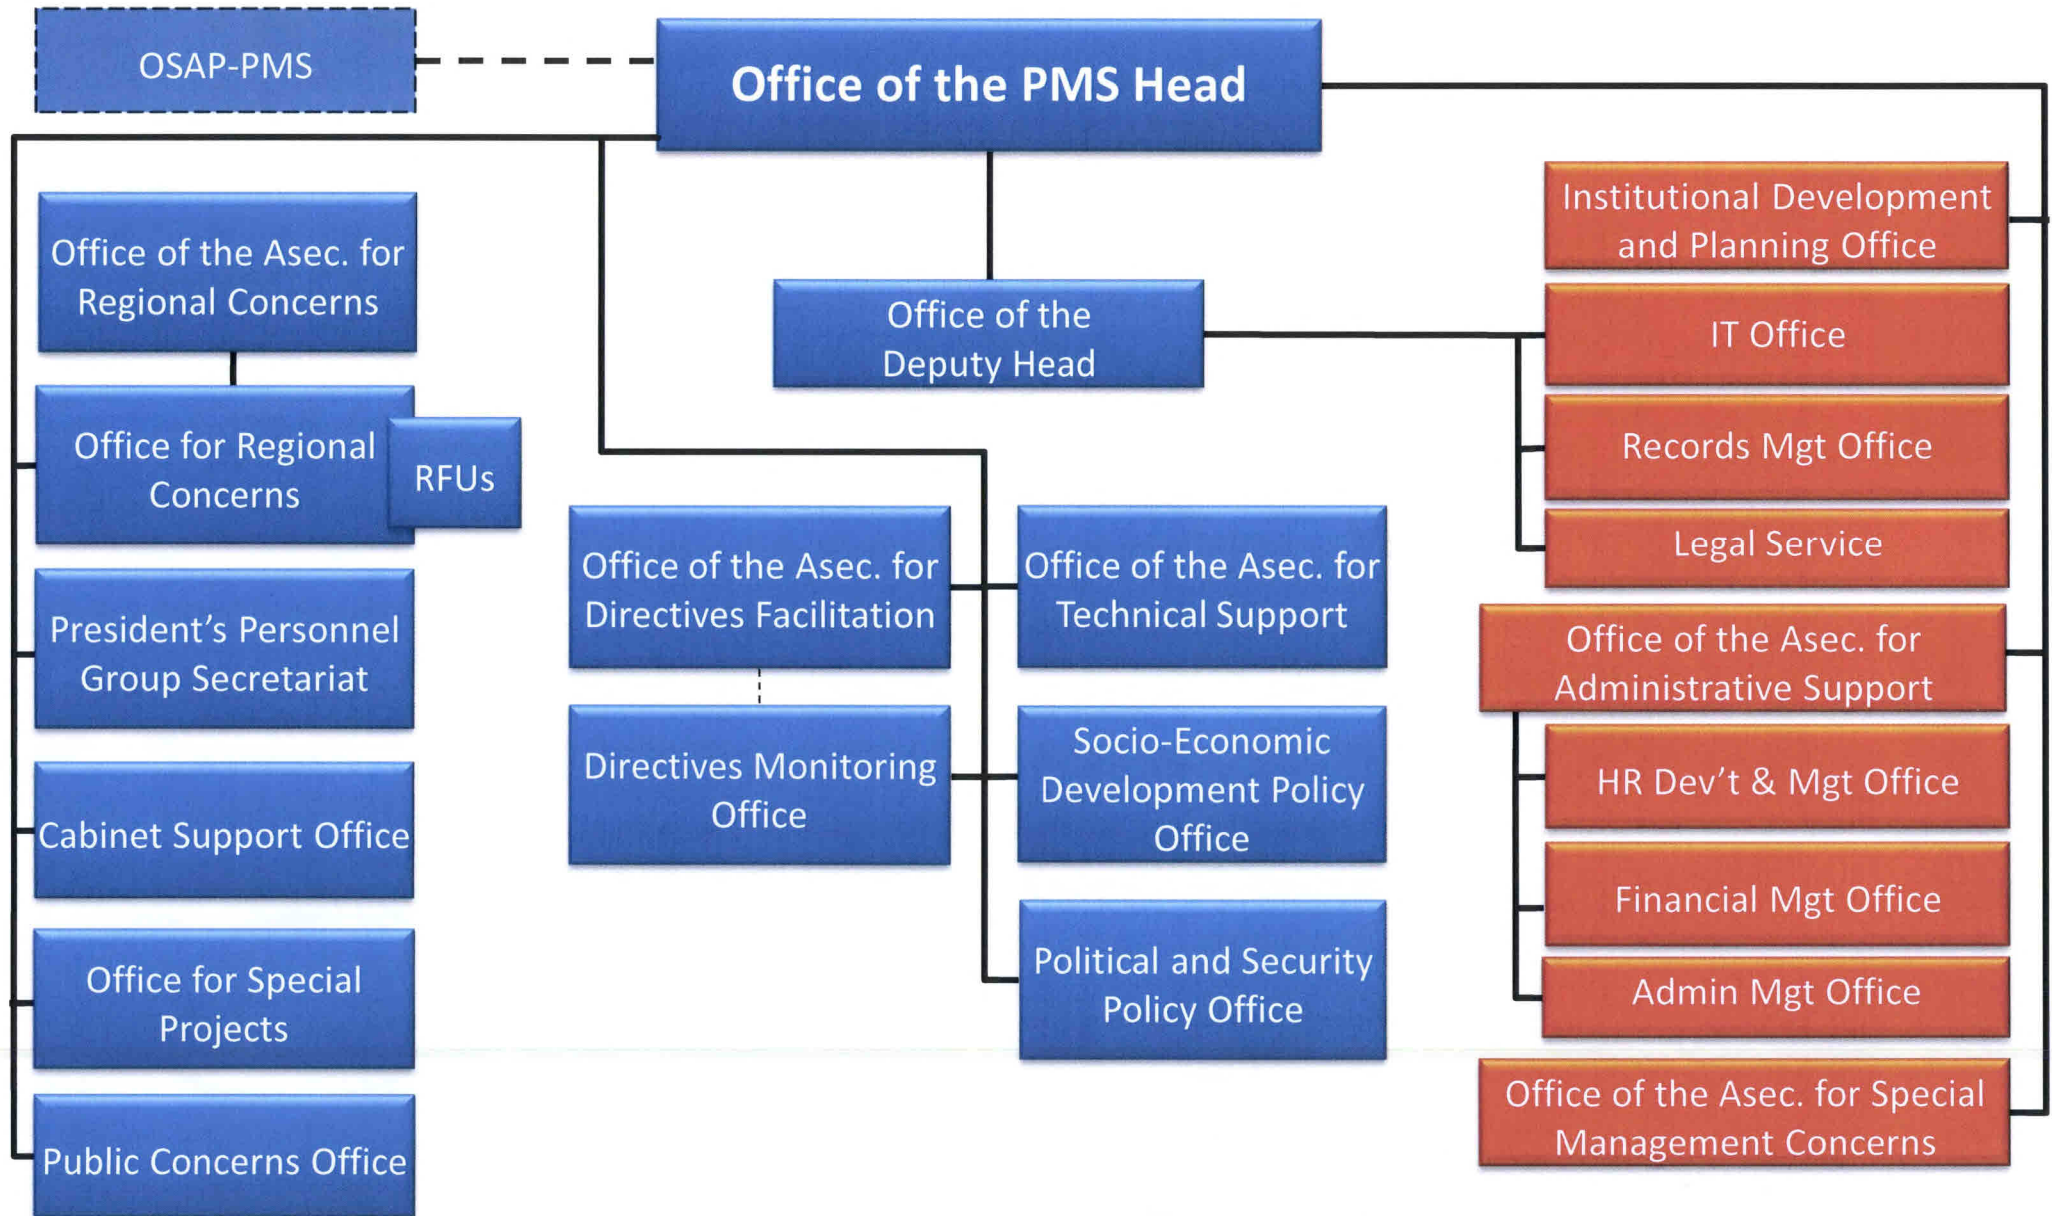 OSAP-PMS
Office of the PMS Head
Office of the Asec. for
Regional Concerns
Office for Regional
Concerns
RFUs
President's Personnel
Group Secretariat
Cabinet Support Office
Office for Special
Projects
Public Concerns Office
Office of the
Deputy Head
Office of the Asec. for
Directives Facilitation
Directives Monitoring
Office
Office of the Asec. for
Technical Support
Socio-Economic
Development Policy
Office
Political and Security
Policy Office
Institutional Development
and Planning Office
IT Office
Records Mgt Office
Legal Service
Office of the Asec. for
Administrative Support
HR Dev't & Mgt Office
Financial Mgt Office
Admin Mgt Office
Office of the Asec. for Special
Management Concerns